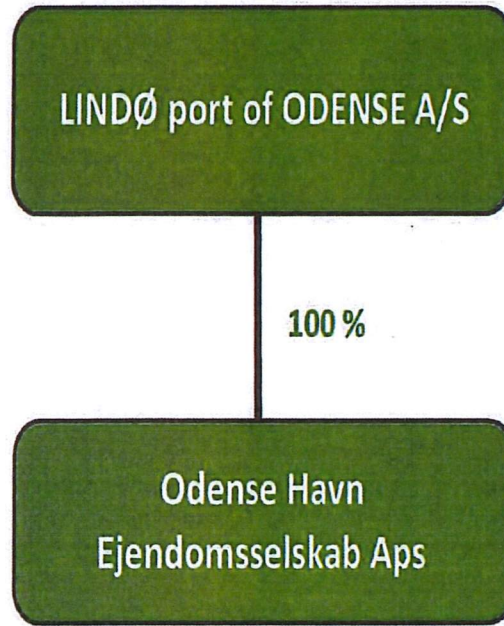 LINDØ port of ODENSE A/S
100 %
Odense Havn
Ejendomsselskab Aps